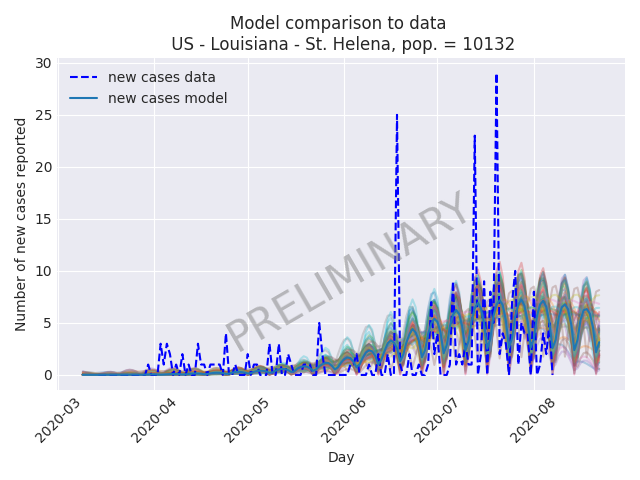 Model comparison to data
US - Louisiana - St. Helena, pop. = 10132
30
25
20
15
10
5
0
Number of new cases reported
new cases data
new cases model
PRELIMINARY
2020-03
2020-04
2020-05
2020-06
2020-07
2020-08
Day